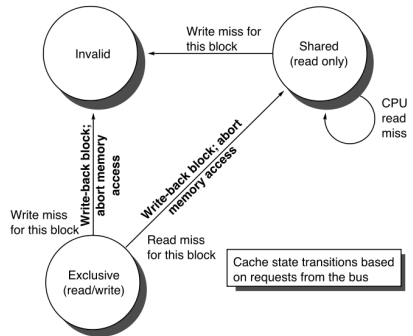 Write miss for
this block
Invalid
Shared
(read only)
CPU
read
miss
Write-back block;
abort memory
access
Write-back block; abort
memory access
Write miss
for this block
Read miss
for this block
Exclusive
(read/write)
Cache state transitions based
on requests from the bus